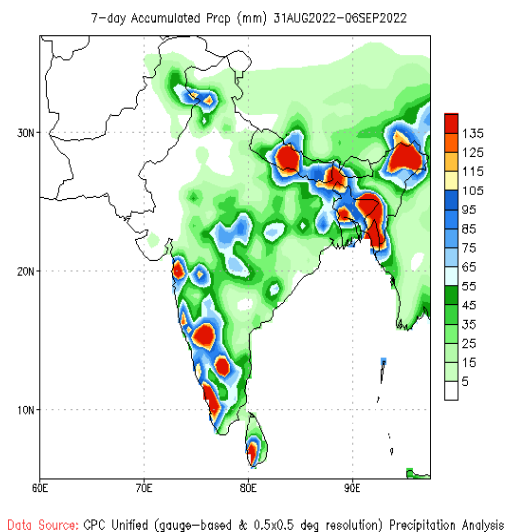 7-day Accumulated Prcp (mm) 31AUG2022-06SEP2022
30N
20N
10N
60E
70E
80E
90E
135
125
115
105
95
85
75
65
55
45
35
25
15
5
Data Source: CPC Unified (gauge-based & 0.5x0.5 deg resolution) Precipitation Analysis